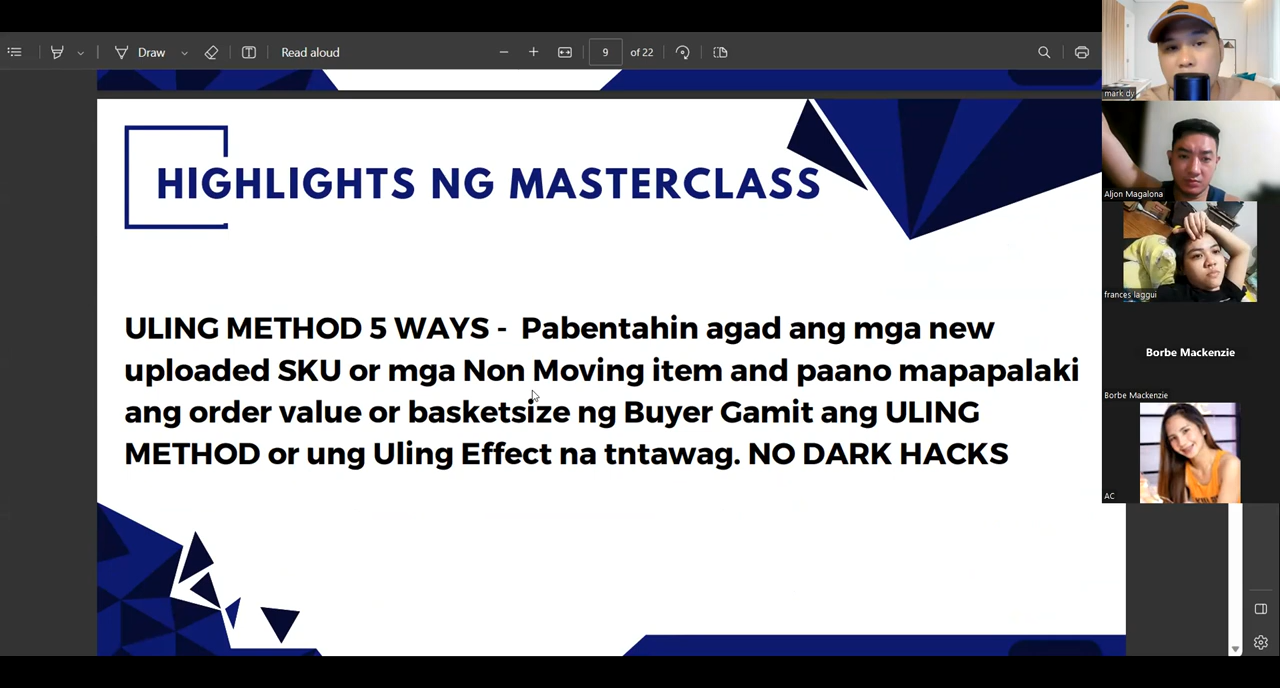 Draw
Read aloud
9
of 22
HIGHLIGHTS NG MASTERCLASS
ULING METHOD 5 WAYS - Pabentahin agad ang mga new
uploaded SKU or mga Non Moving item and paano mapapalaki
ang order value or basketsize ng Buyer Gamit ang ULING
METHOD or ung Uling Effect na tntawag. NO DARK HACKS
mark dy
Aljon Magalona
frances laggui
Borbe Mackenzie
Borbe Mackenzie
AC